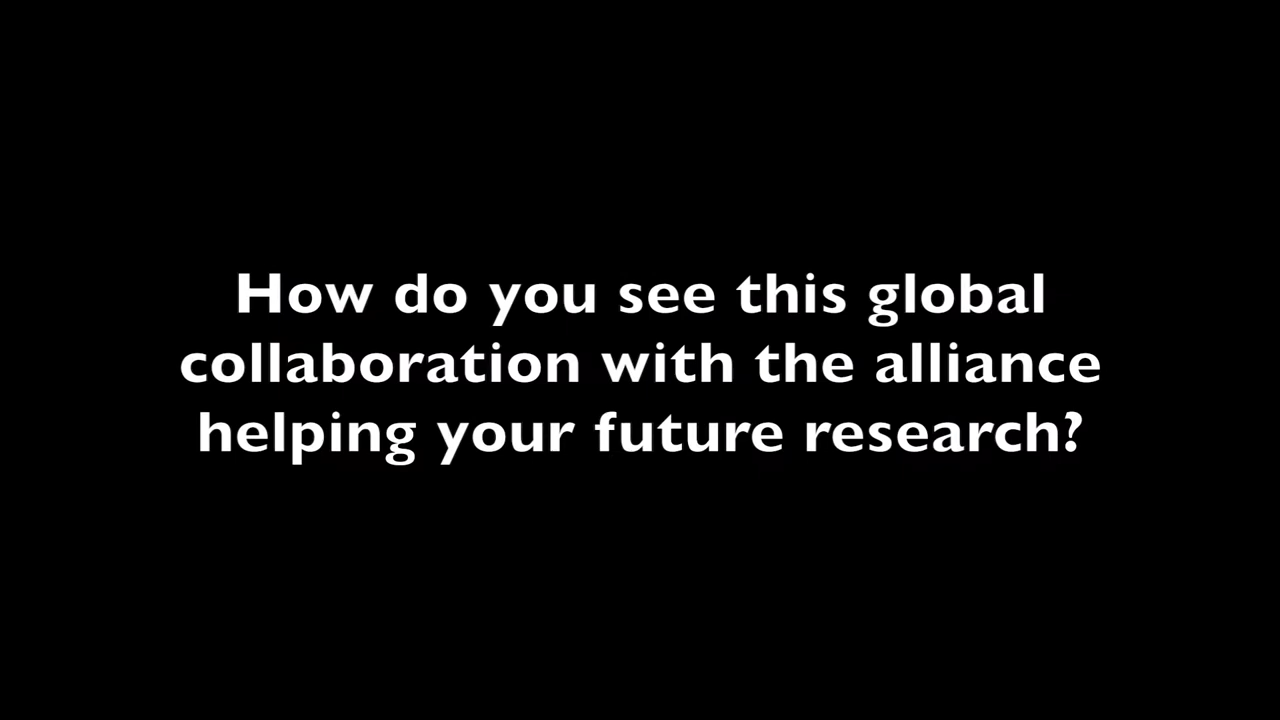 How do you see this global
collaboration with the alliance
helping your future research?